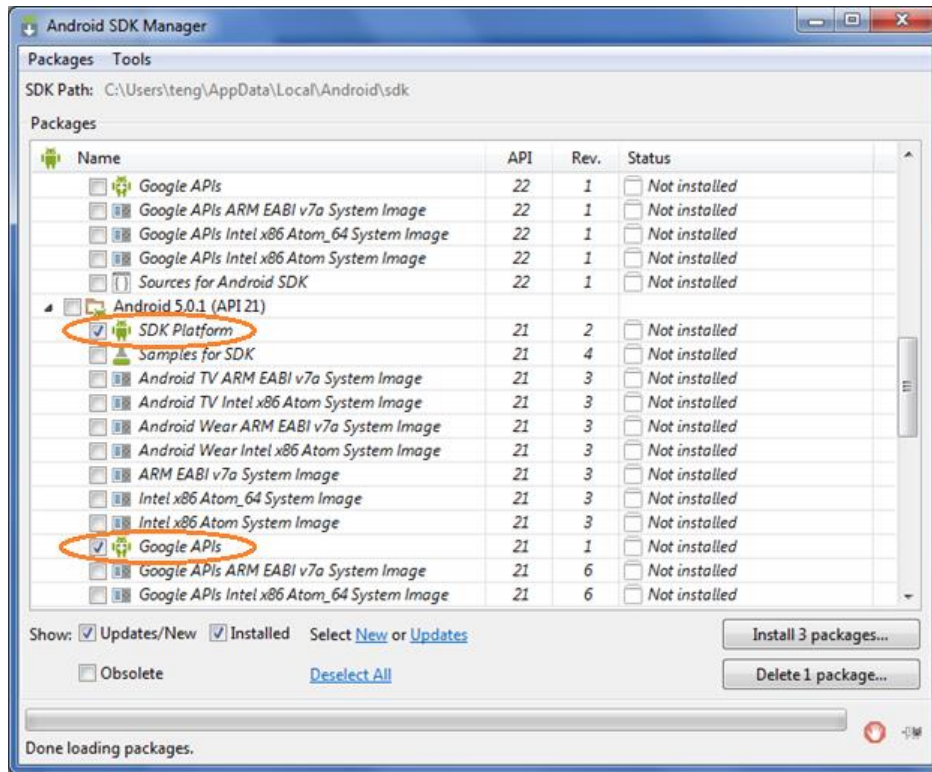 Android SDK Manager
Packages Tools
SDK Path: C:\Users\teng\AppData\Local\Android\sdk
Packages
Name API Rev. Status
Google APIs 22 1 Not installed
Google APIs ARM EABI v7a System Image 22 1 Not installed
Google APIs Intel x86 Atom_64 System Image 22 1 Not installed
Google APIs Intel x86 Atom System Image 22 1 Not installed
Sources for Android SDK 22 1 Not installed
Android 5.0.1 (API 21)
SDK Platform 21 2 Not installed
Samples for SDK 21 4 Not installed
Android TV ARM EABI v7a System Image 21 3 Not installed
Android TV Intel x86 Atom System Image 21 3 Not installed
Android Wear ARM EABI v7a System Image 21 3 Not installed
Android Wear Intel x86 Atom System Image 21 3 Not installed
ARM EABI v7a System Image 21 3 Not installed
Intel x86 Atom_64 System Image 21 3 Not installed
Intel x86 Atom System Image 21 3 Not installed
Google APIs 21 1 Not installed
Google APIs ARM EABI v7a System Image 21 6 Not installed
Google APIs Intel x86 Atom_64 System Image 21 6 Not installed
Show: Updates/New Installed Select New or Updates Install 3 packages...
Obsolete Deselect All Delete 1 package...
Done loading packages.